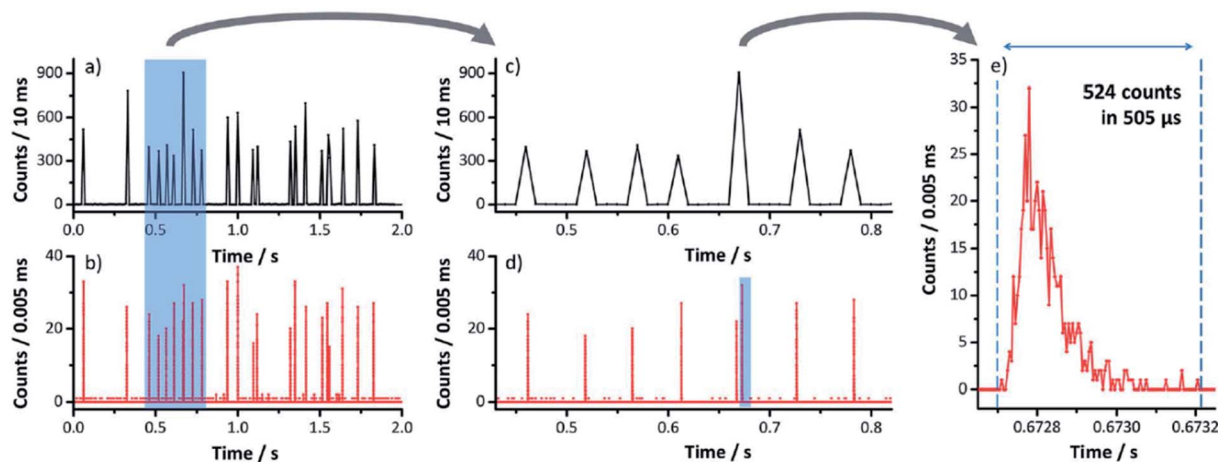 a)
900
600
300
0
Counts / 10 ms
0.0 0.5 1.0 1.5 2.0
Time / s
b)
40
20
0
Counts / 0.005 ms
0.0 0.5 1.0 1.5 2.0
Time / s
c)
900
600
300
0
Counts / 10 ms
0.5 0.6 0.7 0.8
Time / s
d)
40
20
0
Counts / 0.005 ms
0.5 0.6 0.7 0.8
Time / s
e)
524 counts
in 505 µs
35
30
25
20
15
10
5
0
Counts / 0.005 ms
0.6728 0.6730 0.6732
Time / s